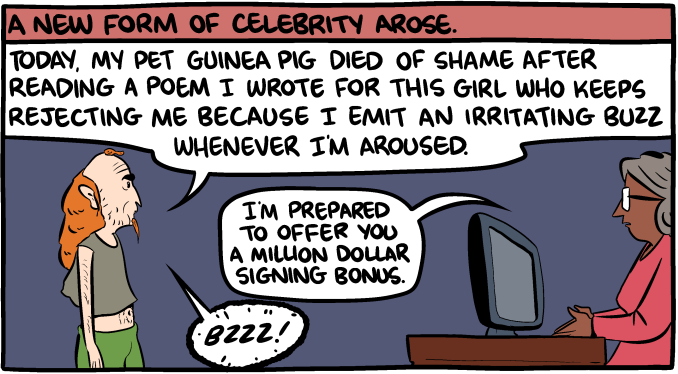 A NEW FORM OF CELEBRITY AROSE.
TODAY, MY PET GUINEA PIG DIED OF SHAME AFTER
READING A POEM I WROTE FOR THIS GIRL WHO KEEPS
REJECTING ME BECAUSE I EMIT AN IRRITATING BUZZ
WHENEVER I'M AROUSED.
I'M PREPARED
TO OFFER YOU
A MILLION DOLLAR
SIGNING BONUS.
BZZZ!